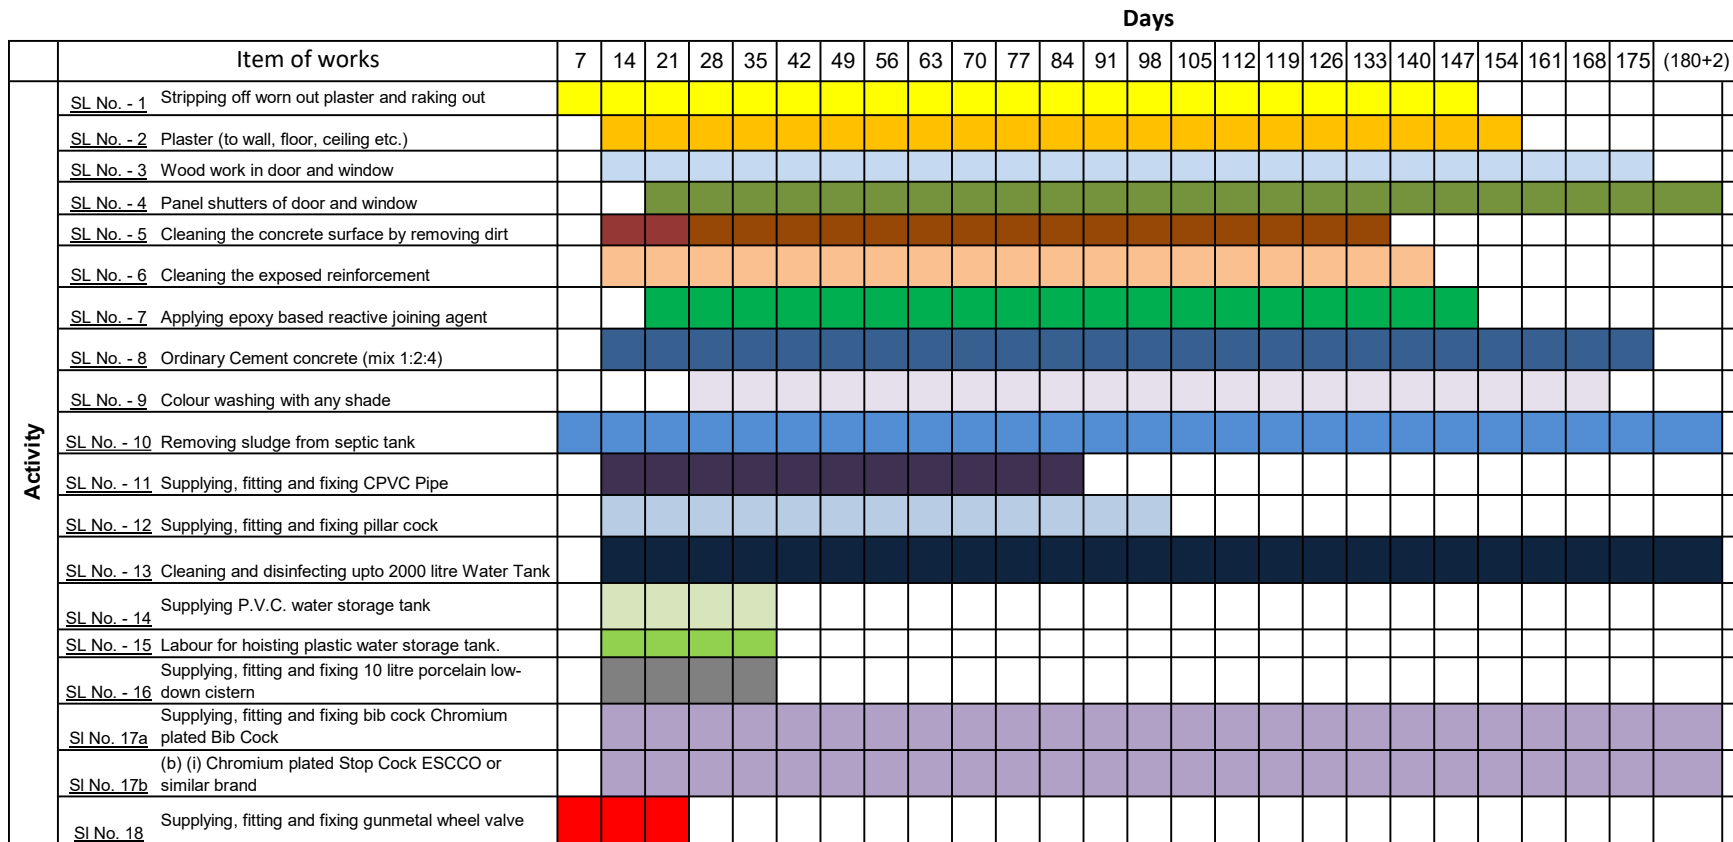 Days
Item of works 7 14 21 28 35 42 49 56 63 70 77 84 91 98 105 112 119 126 133 140 147 154 161 168 175 (180+2)
Activity
SL No. - 1 Stripping off worn out plaster and raking out
SL No. - 2 Plaster (to wall, floor, ceiling etc.)
SL No. - 3 Wood work in door and window
SL No. - 4 Panel shutters of door and window
SL No. - 5 Cleaning the concrete surface by removing dirt
SL No. - 6 Cleaning the exposed reinforcement
SL No. - 7 Applying epoxy based reactive joining agent
SL No. - 8 Ordinary Cement concrete (mix 1:2:4)
SL No. - 9 Colour washing with any shade
SL No. - 10 Removing sludge from septic tank
SL No. - 11 Supplying, fitting and fixing CPVC Pipe
SL No. - 12 Supplying, fitting and fixing pillar cock
SL No. - 13 Cleaning and disinfecting upto 2000 litre Water Tank
SL No. - 14 Supplying P.V.C. water storage tank
SL No. - 15 Labour for hoisting plastic water storage tank.
Supplying, fitting and fixing 10 litre porcelain low-
SL No. - 16 down cistern
Supplying, fitting and fixing bib cock Chromium
Sl No. 17a plated Bib Cock
(b) (i) Chromium plated Stop Cock ESCCO or
Sl No. 17b similar brand
Sl No. 18 Supplying, fitting and fixing gunmetal wheel valve